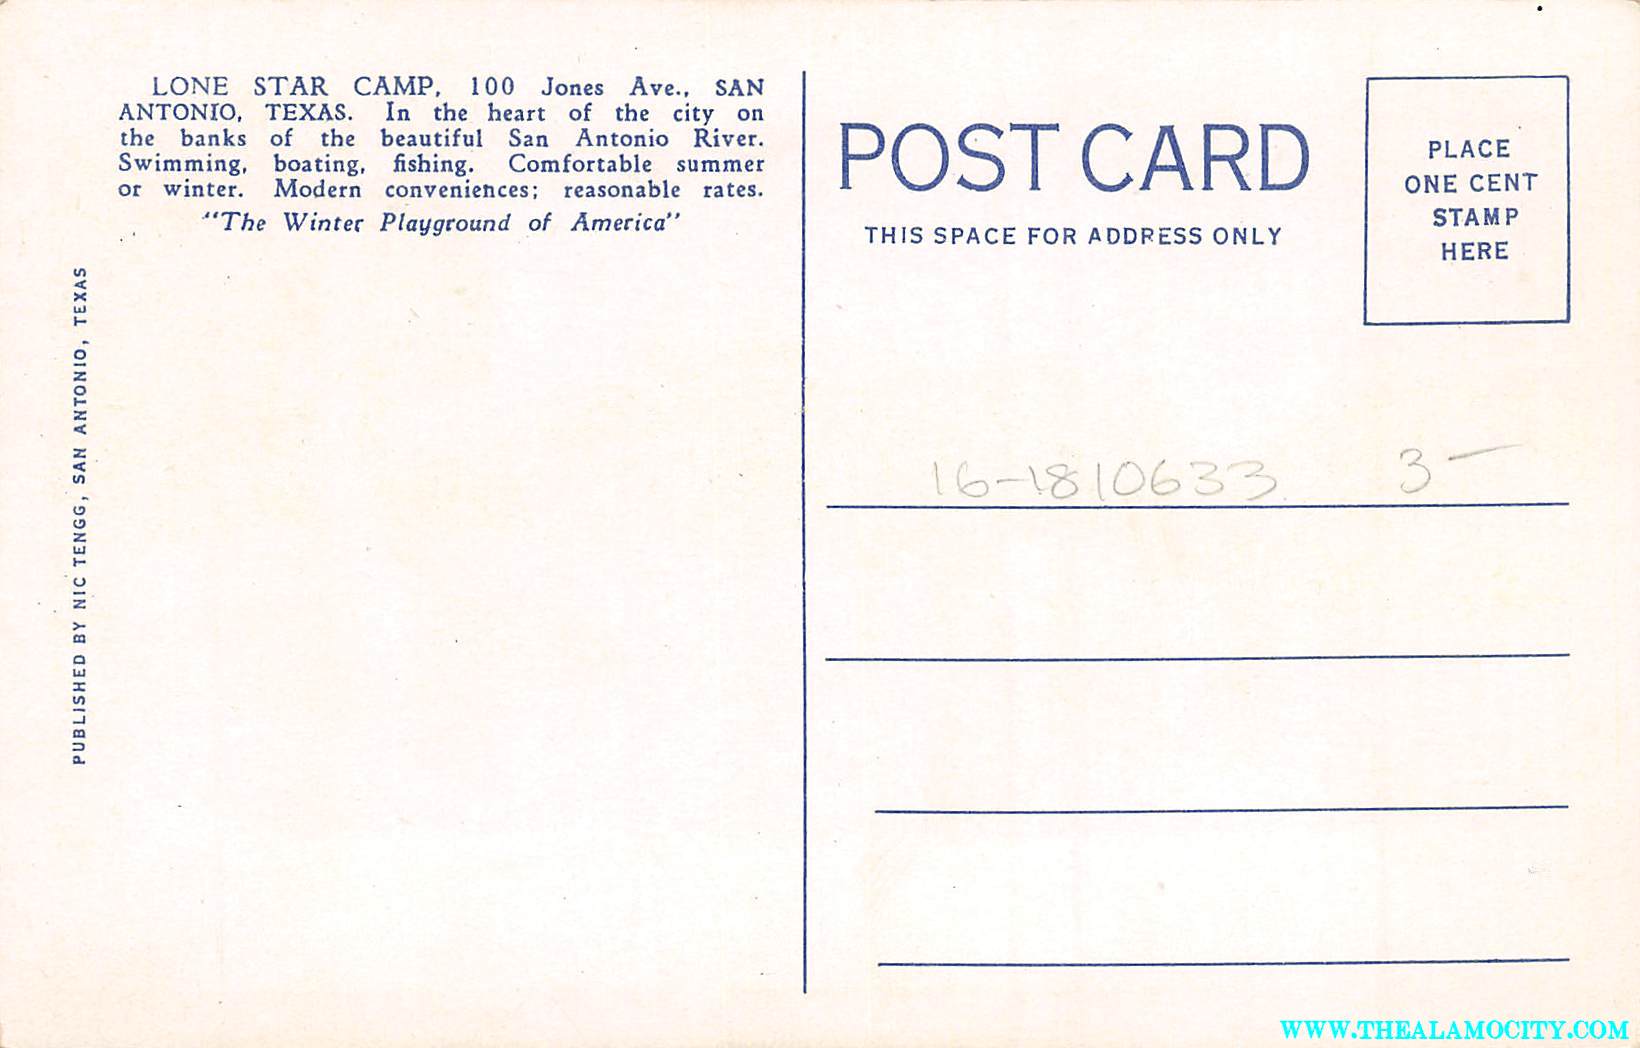 LONE STAR CAMP, 100 Jones Ave., SAN
ANTONIO, TEXAS. In the heart of the city on
the banks of the beautiful San Antonio River.
Swimming, boating, fishing. Comfortable summer
or winter. Modern conveniences; reasonable rates.
"The Winter Playground of America"
PUBLISHED BY NIC TENGG, SAN ANTONIO, TEXAS
POST CARD
THIS SPACE FOR ADDRESS ONLY
PLACE
ONE CENT
STAMP
HERE
16-1810633 3-
WWW.THEALAMOCITY.COM